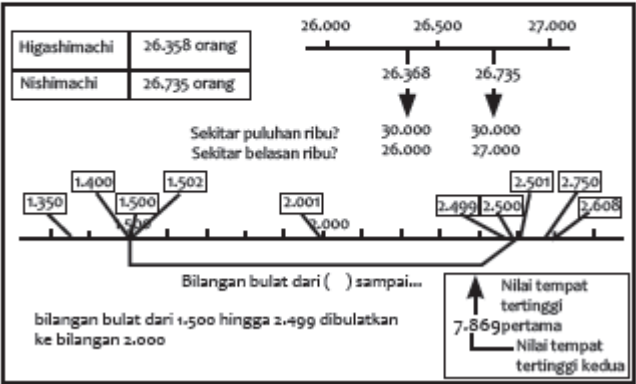 Higashimachi 26.358 orang
Nishimachi 26.735 orang
26.000 26.500 27.000
26.368 26.735
Sekitar puluhan ribu? 30.000 30.000
Sekitar belasan ribu? 26.000 27.000
1.400 1.502 2.501 2.750
1.350 1.500 2.001 2.499 2.500 2.608
1.500 2.000
Bilangan bulat dari ( ) sampai...
bilangan bulat dari 1.500 hingga 2.499 dibulatkan
ke bilangan 2.000
Nilai tempat
tertinggi
7.869 pertama
Nilai tempat
tertinggi kedua